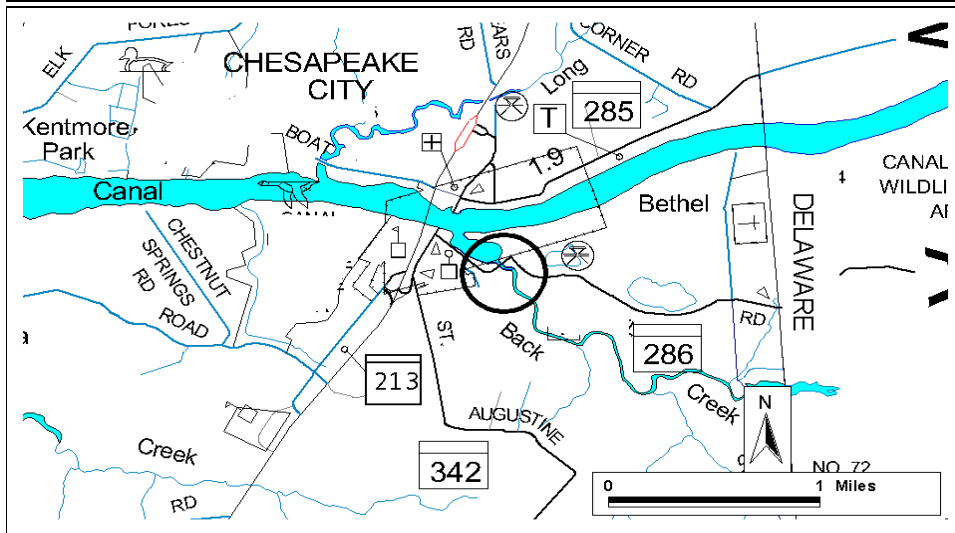 ELK
RD
CORNER
RD
CHESAPEAKE
CITY
Long
285
T
Kentmore
Park
BOAT
1.9
Canal
Bethel
CANAL
WILDLI
DELAWARE
CHESTNUT
SPRINGS
RD
ROAD
ST.
Back
286
RD
213
Creek
N
AUGUSTINE
Creek
342
NO. 72
RD
0 1 Miles